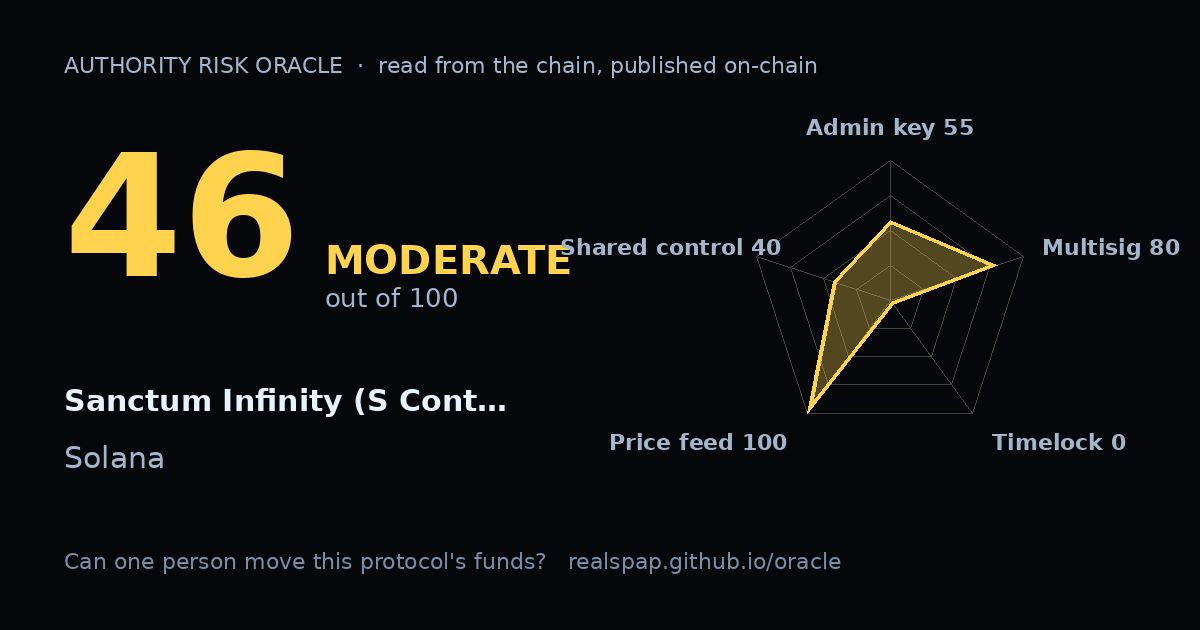 AUTHORITY RISK ORACLE · read from the chain, published on-chain
46
MODERATE
out of 100
Admin key 55
Shared control 40
Multisig 80
Price feed 100
Timelock 0
Sanctum Infinity (S Cont…
Solana
Can one person move this protocol's funds? realspap.github.io/oracle